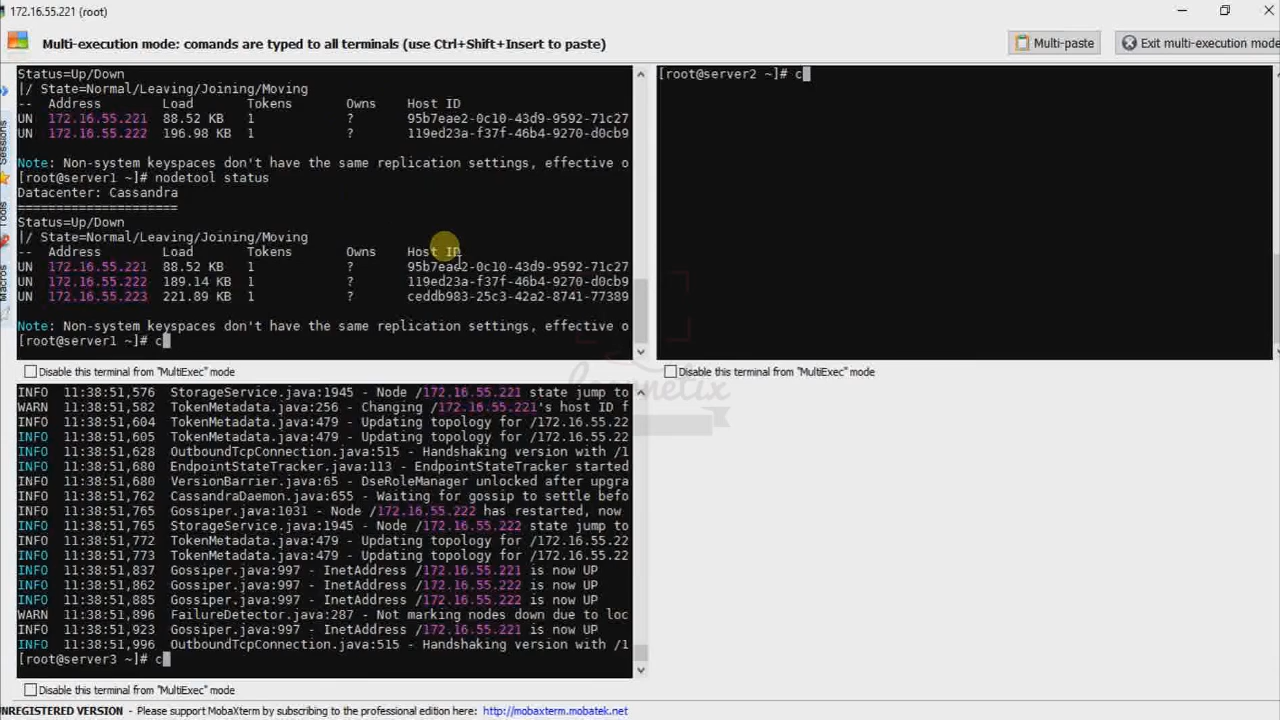 172.16.55.221 (root)
Multi-execution mode: comands are typed to all terminals (use Ctrl+Shift+Insert to paste)
Multi-paste
Exit multi-execution mode
Sessions
Tools
Macros
Status=Up/Down
|/ State=Normal/Leaving/Joining/Moving
-- Address Load Tokens Owns Host ID
UN 172.16.55.221 88.52 KB 1 ? 95b7eae2-0c10-43d9-9592-71c27
UN 172.16.55.222 196.98 KB 1 ? 119ed23a-f37f-46b4-9270-d0cb9
Note: Non-system keyspaces don't have the same replication settings, effective o
[root@server1 ~]# nodetool status
Datacenter: Cassandra
=====================
Status=Up/Down
|/ State=Normal/Leaving/Joining/Moving
-- Address Load Tokens Owns Host ID
UN 172.16.55.221 88.52 KB 1 ? 95b7eae2-0c10-43d9-9592-71c27
UN 172.16.55.222 189.14 KB 1 ? 119ed23a-f37f-46b4-9270-d0cb9
UN 172.16.55.223 221.89 KB 1 ? ceddb983-25c3-42a2-8741-77389
Note: Non-system keyspaces don't have the same replication settings, effective o
[root@server1 ~]# c
Disable this terminal from "MultiExec" mode
[root@server2 ~]# c
Disable this terminal from "MultiExec" mode
learnetix
INFO 11:38:51,576 StorageService.java:1945 - Node /172.16.55.221 state jump to
WARN 11:38:51,582 TokenMetadata.java:256 - Changing /172.16.55.221's host ID f
INFO 11:38:51,604 TokenMetadata.java:479 - Updating topology for /172.16.55.22
INFO 11:38:51,605 TokenMetadata.java:479 - Updating topology for /172.16.55.22
INFO 11:38:51,628 OutboundTcpConnection.java:515 - Handshaking version with /1
INFO 11:38:51,680 EndpointStateTracker.java:113 - EndpointStateTracker started
INFO 11:38:51,680 VersionBarrier.java:65 - DseRoleManager unlocked after upgra
INFO 11:38:51,762 CassandraDaemon.java:655 - Waiting for gossip to settle befo
INFO 11:38:51,765 Gossiper.java:1031 - Node /172.16.55.222 has restarted, now
INFO 11:38:51,765 StorageService.java:1945 - Node /172.16.55.222 state jump to
INFO 11:38:51,772 TokenMetadata.java:479 - Updating topology for /172.16.55.22
INFO 11:38:51,773 TokenMetadata.java:479 - Updating topology for /172.16.55.22
INFO 11:38:51,837 Gossiper.java:997 - InetAddress /172.16.55.221 is now UP
INFO 11:38:51,862 Gossiper.java:997 - InetAddress /172.16.55.222 is now UP
INFO 11:38:51,885 Gossiper.java:997 - InetAddress /172.16.55.222 is now UP
WARN 11:38:51,896 FailureDetector.java:287 - Not marking nodes down due to loc
INFO 11:38:51,923 Gossiper.java:997 - InetAddress /172.16.55.221 is now UP
INFO 11:38:51,996 OutboundTcpConnection.java:515 - Handshaking version with /1
[root@server3 ~]# c
Disable this terminal from "MultiExec" mode
UNREGISTERED VERSION - Please support MobaXterm by subscribing to the professional edition here: http://mobaxterm.mobatek.net